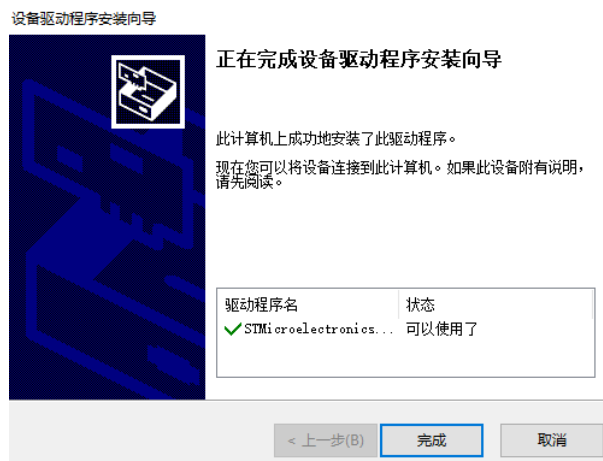 设备驱动程序安装向导
正在完成设备驱动程序安装向导
此计算机上成功地安装了此驱动程序。
现在您可以将设备连接到此计算机。如果此设备附有说明，
请先阅读。
驱动程序名 状态
STMicroelectronics... 可以使用了
< 上一步(B) 完成 取消